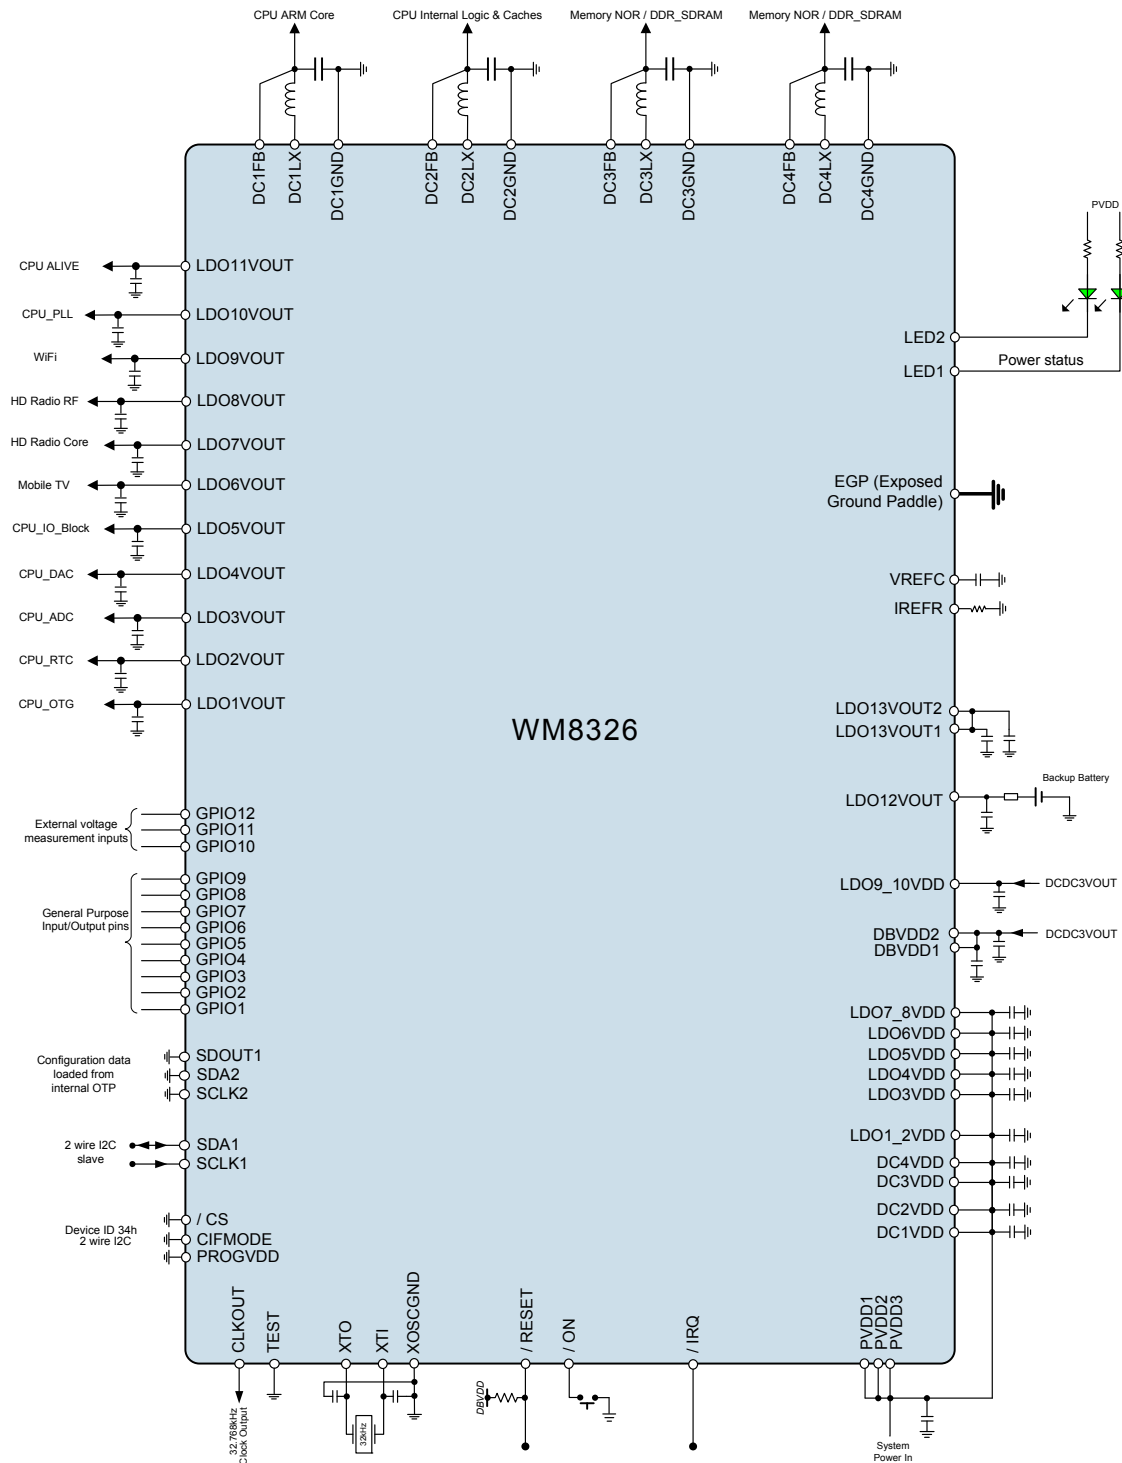 CPU ARM Core
CPU Internal Logic & Caches
Memory NOR / DDR_SDRAM
Memory NOR / DDR_SDRAM
DC1FB
DC1LX
DC1GND
DC2FB
DC2LX
DC2GND
DC3FB
DC3LX
DC3GND
DC4FB
DC4LX
DC4GND
PVDD
CPU ALIVE
LDO11VOUT
CPU_PLL
LDO10VOUT
WiFi
LDO9VOUT
HD Radio RF
LDO8VOUT
HD Radio Core
LDO7VOUT
Mobile TV
LDO6VOUT
CPU_IO_Block
LDO5VOUT
CPU_DAC
LDO4VOUT
CPU_ADC
LDO3VOUT
CPU_RTC
LDO2VOUT
CPU_OTG
LDO1VOUT
LED2
LED1
Power status
EGP (Exposed
Ground Paddle)
VREFC
IREFR
WM8326
LDO13VOUT2
LDO13VOUT1
LDO12VOUT
Backup Battery
LDO9_10VDD
DCDC3VOUT
DBVDD2
DBVDD1
DCDC3VOUT
External voltage
measurement inputs
GPIO12
GPIO11
GPIO10
General Purpose
Input/Output pins
GPIO9
GPIO8
GPIO7
GPIO6
GPIO5
GPIO4
GPIO3
GPIO2
GPIO1
Configuration data
loaded from
internal OTP
SDOUT1
SDA2
SCLK2
2 wire I2C
slave
SDA1
SCLK1
Device ID 34h
2 wire I2C
/ CS
CIFMODE
PROGVDD
LDO7_8VDD
LDO6VDD
LDO5VDD
LDO4VDD
LDO3VDD
LDO1_2VDD
DC4VDD
DC3VDD
DC2VDD
DC1VDD
CLKOUT
TEST
XTO
XTI
XOSCGND
/ RESET
/ ON
/ IRQ
PVDD1
PVDD2
PVDD3
32.768kHz
Clock Output
32kHz
DBVDD
System
Power In